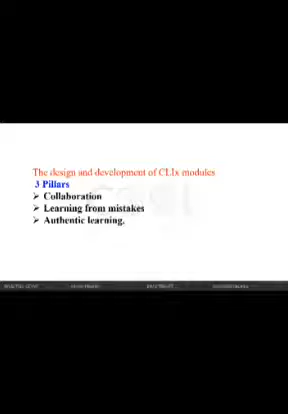 The design and development of CLIx modules
3 Pillars
➢ Collaboration
➢ Learning from mistakes
➢ Authentic learning.